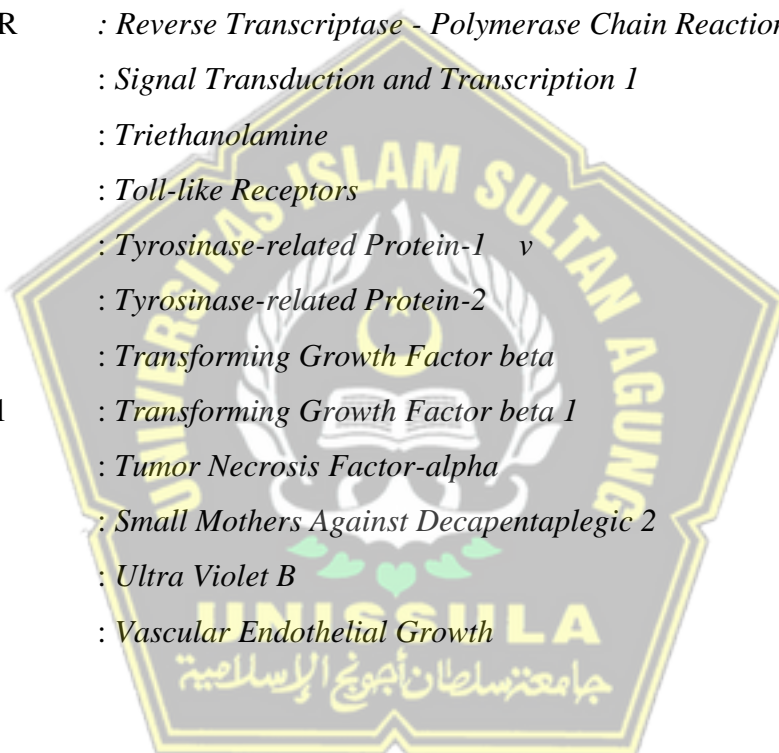 R : Reverse Transcriptase - Polymerase Chain Reaction
: Signal Transduction and Transcription 1
: Triethanolamine
: Toll-like Receptors
: Tyrosinase-related Protein-1 v
: Tyrosinase-related Protein-2
: Transforming Growth Factor beta
1 : Transforming Growth Factor beta 1
: Tumor Necrosis Factor-alpha
: Small Mothers Against Decapentaplegic 2
: Ultra Violet B
: Vascular Endothelial Growth
UNIVERSITAS ISLAM SULTAN AGUNG
UNISSULA
جامعة سلطان أجونج الإسلامية